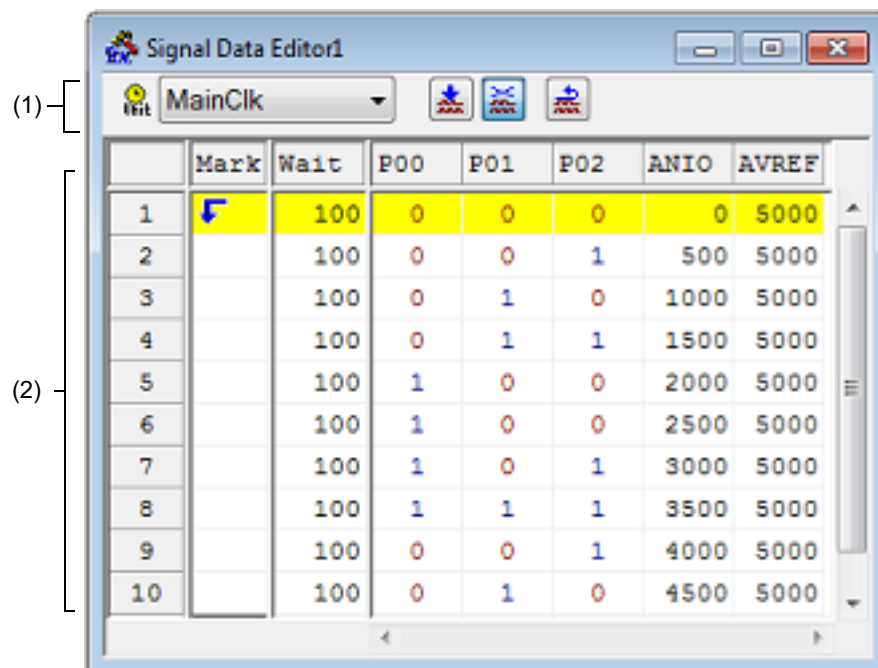 Signal Data Editor1
(1)
MainClk
Mark Wait P00 P01 P02 ANI0 AVREF
1 100 0 0 0 0 5000
2 100 0 0 1 500 5000
3 100 0 1 0 1000 5000
4 100 0 1 1 1500 5000
(2)
5 100 1 0 0 2000 5000
6 100 1 0 0 2500 5000
7 100 1 0 1 3000 5000
8 100 1 1 1 3500 5000
9 100 0 0 1 4000 5000
10 100 0 1 0 4500 5000